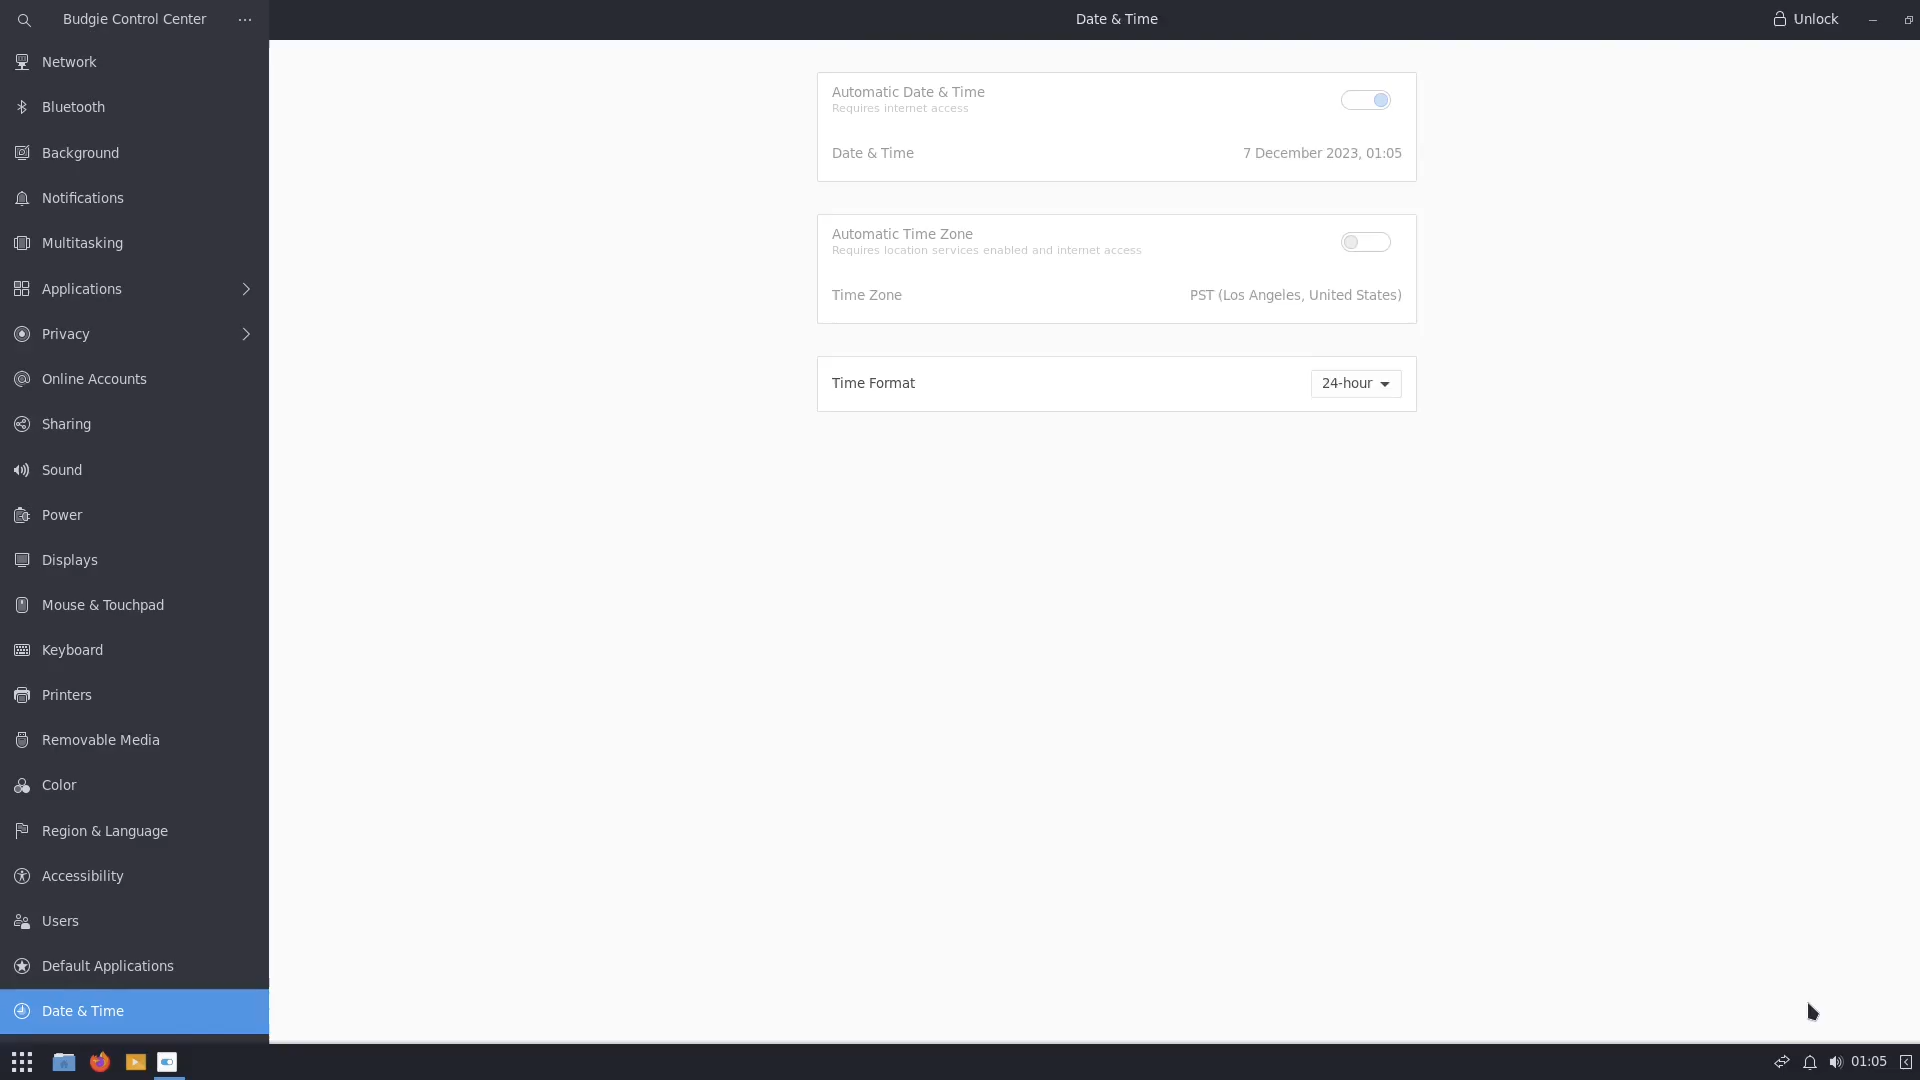 Budgie Control Center
Date & Time
Unlock
Network
Bluetooth
Background
Notifications
Multitasking
Applications
Privacy
Online Accounts
Sharing
Sound
Power
Displays
Mouse & Touchpad
Keyboard
Printers
Removable Media
Color
Region & Language
Accessibility
Users
Default Applications
Date & Time
Automatic Date & Time
Requires internet access
Date & Time 7 December 2023, 01:05
Automatic Time Zone
Requires location services enabled and internet access
Time Zone PST (Los Angeles, United States)
Time Format 24-hour
01:05